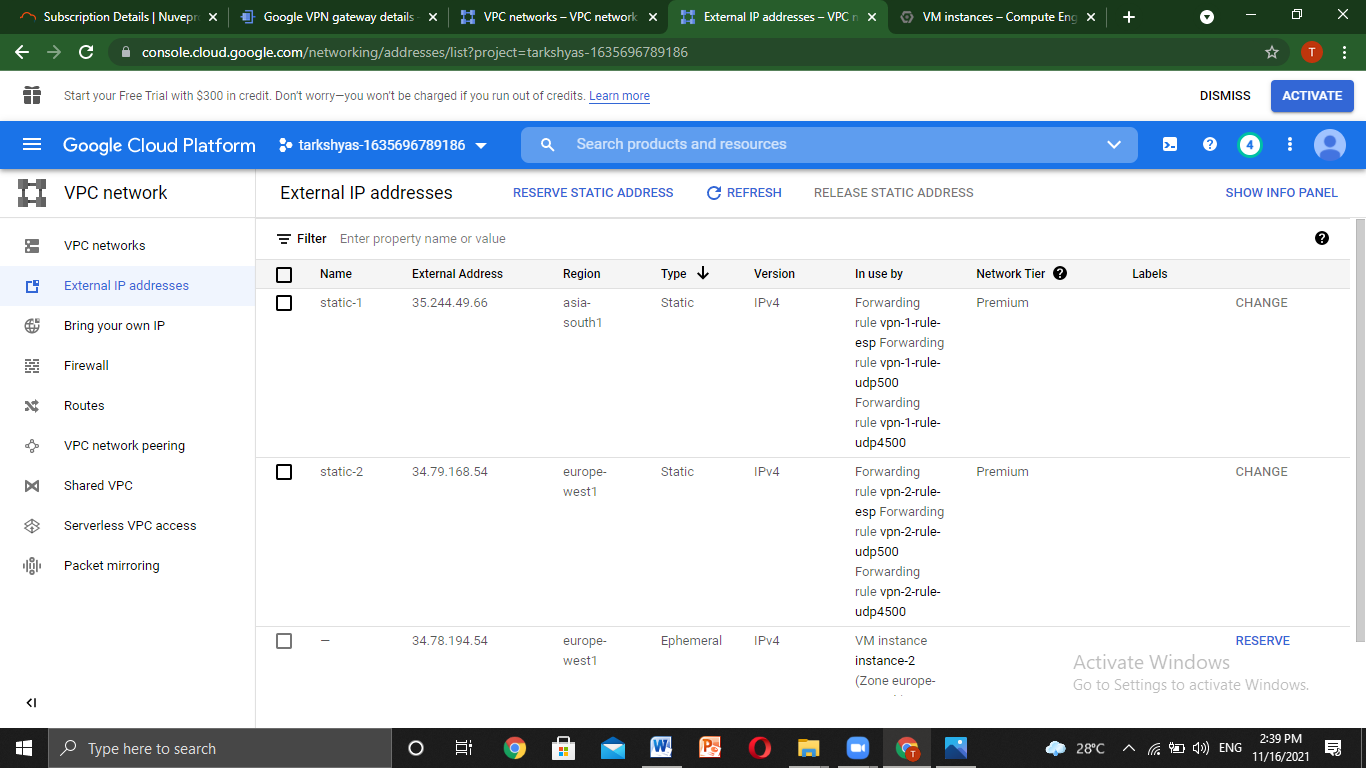 Subscription Details | Nuvepr
Google VPN gateway details
VPC networks – VPC network
External IP addresses – VPC n
VM instances – Compute Eng
console.cloud.google.com/networking/addresses/list?project=tarkshyas-1635696789186
T
Start your Free Trial with $300 in credit. Don't worry—you won't be charged if you run out of credits. Learn more
DISMISS
ACTIVATE
Google Cloud Platform
tarkshyas-1635696789186
Search products and resources
4
VPC network
External IP addresses
RESERVE STATIC ADDRESS
REFRESH
RELEASE STATIC ADDRESS
SHOW INFO PANEL
VPC networks
External IP addresses
Bring your own IP
Firewall
Routes
VPC network peering
Shared VPC
Serverless VPC access
Packet mirroring
Filter Enter property name or value
Name External Address Region Type Version In use by Network Tier Labels
static-1 35.244.49.66 asia-south1 Static IPv4 Forwarding Premium CHANGE
rule vpn-1-rule-
esp Forwarding
rule vpn-1-rule-
udp500
Forwarding
rule vpn-1-rule-
udp4500
static-2 34.79.168.54 europe-west1 Static IPv4 Forwarding Premium CHANGE
rule vpn-2-rule-
esp Forwarding
rule vpn-2-rule-
udp500
Forwarding
rule vpn-2-rule-
udp4500
— 34.78.194.54 europe-west1 Ephemeral IPv4 VM instance RESERVE
instance-2
(Zone europe-
Activate Windows
Go to Settings to activate Windows.
Type here to search
28°C
ENG
2:39 PM
11/16/2021